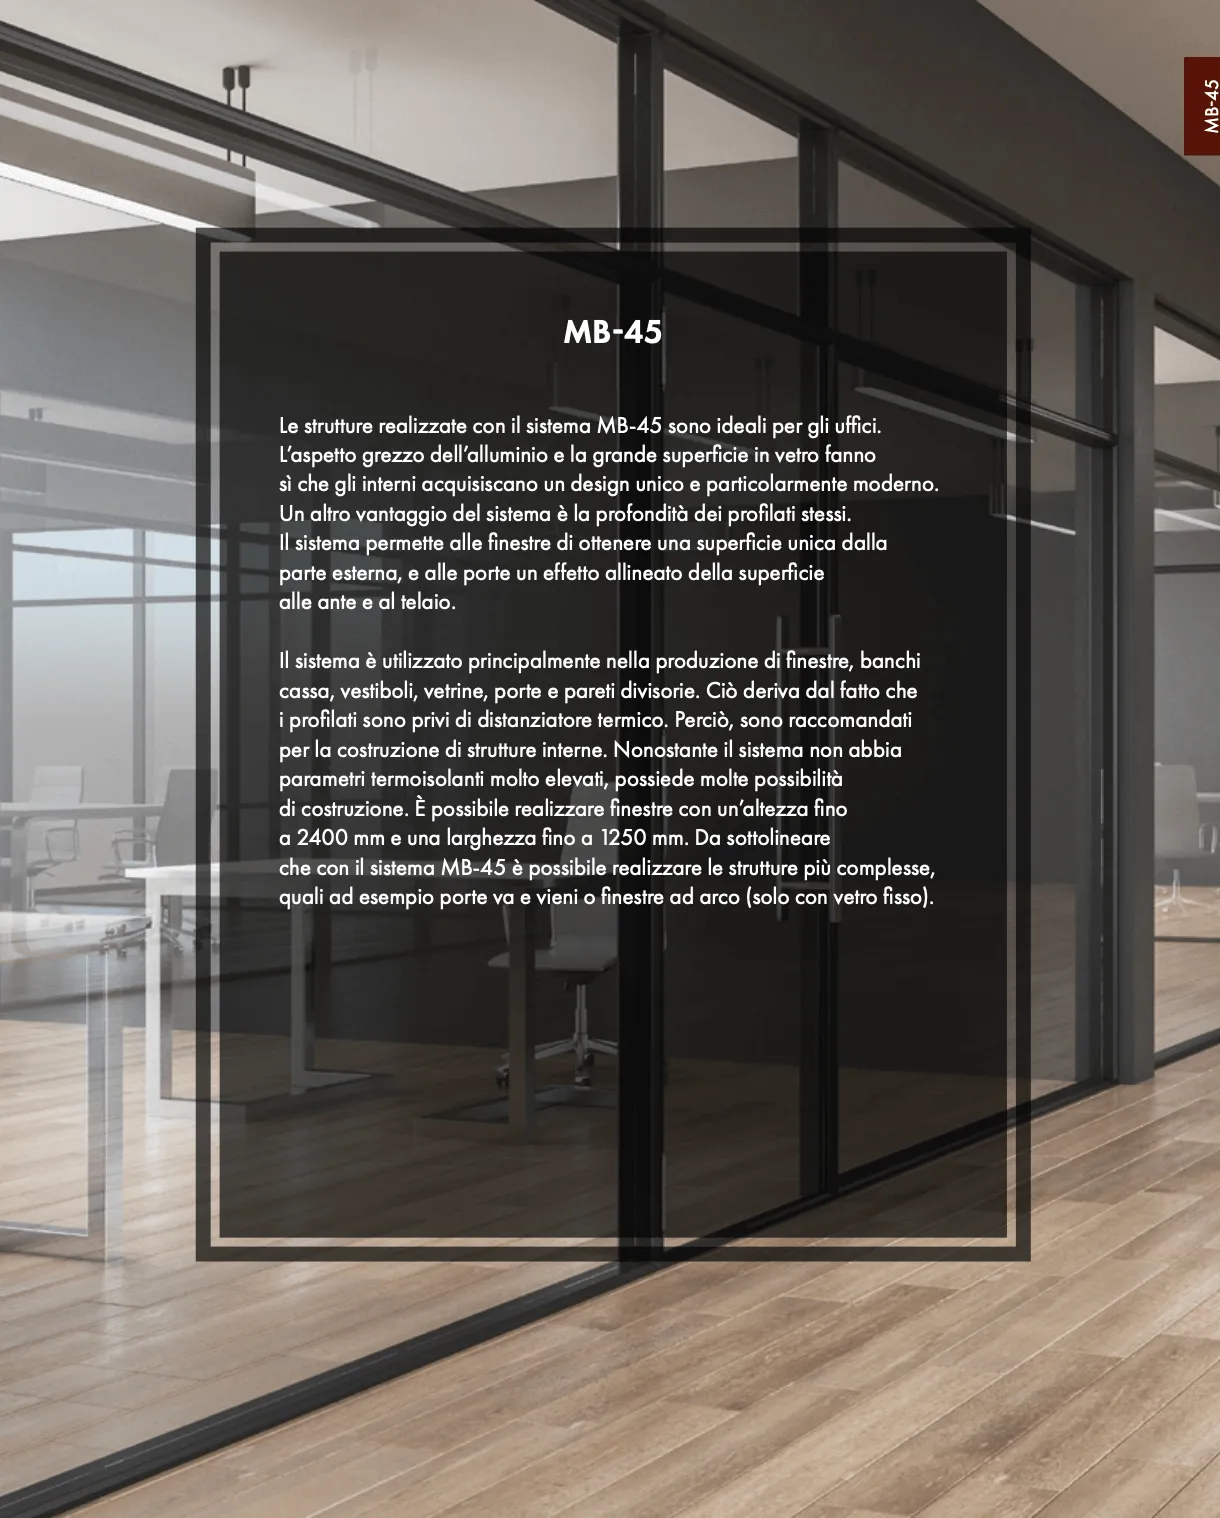 MB-45
MB-45
Le strutture realizzate con il sistema MB-45 sono ideali per gli uffici.
L'aspetto grezzo dell'alluminio e la grande superficie in vetro fanno
sì che gli interni acquisiscano un design unico e particolarmente moderno.
Un altro vantaggio del sistema è la profondità dei profilati stessi.
Il sistema permette alle finestre di ottenere una superficie unica dalla
parte esterna, e alle porte un effetto allineato della superficie
alle ante e al telaio.
Il sistema è utilizzato principalmente nella produzione di finestre, banchi
cassa, vestiboli, vetrine, porte e pareti divisorie. Ciò deriva dal fatto che
i profilati sono privi di distanziatore termico. Perciò, sono raccomandati
per la costruzione di strutture interne. Nonostante il sistema non abbia
parametri termoisolanti molto elevati, possiede molte possibilità
di costruzione. È possibile realizzare finestre con un'altezza fino
a 2400 mm e una larghezza fino a 1250 mm. Da sottolineare
che con il sistema MB-45 è possibile realizzare le strutture più complesse,
quali ad esempio porte va e vieni o finestre ad arco (solo con vetro fisso).